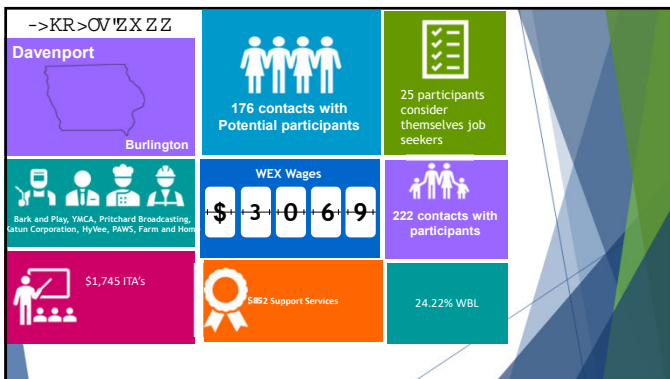 ->KR>OV'ZXZZ
Davenport
Burlington
176 contacts with
Potential participants
25 participants
consider
themselves job
seekers
Bark and Play, YMCA, Pritchard Broadcasting,
Katun Corporation, HyVee, PAWS, Farm and Hom
WEX Wages
$ 3 0 6 9
222 contacts with
participants
$1,745 ITA's
$852 Support Services
24.22% WBL